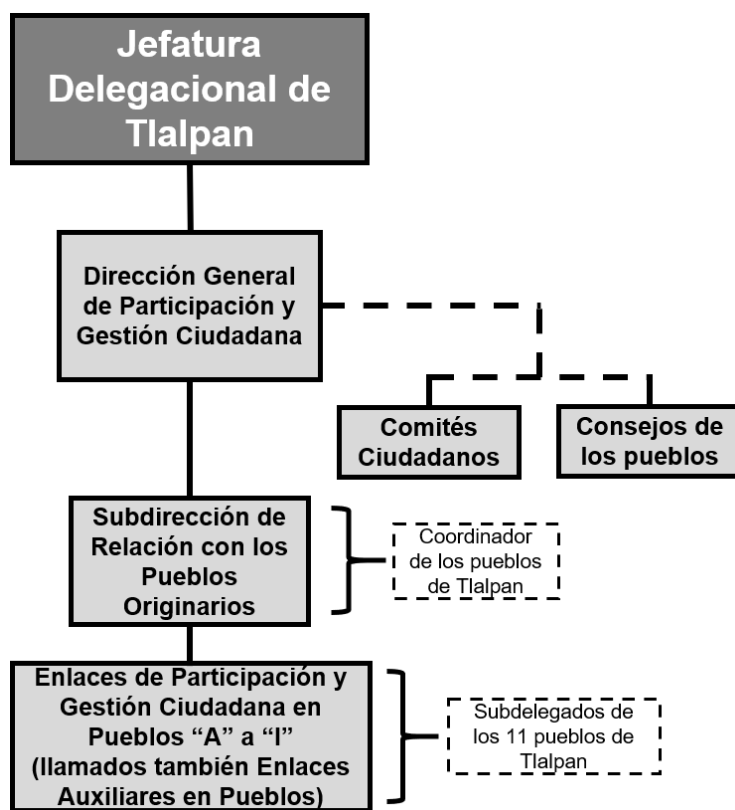 Jefatura
Delegacional de
Tlalpan
Dirección General
de Participación y
Gestión Ciudadana
Comités
Ciudadanos
Consejos de
los pueblos
Subdirección de
Relación con los
Pueblos
Originarios
Coordinador
de los pueblos
de Tlalpan
Enlaces de Participación y
Gestión Ciudadana en
Pueblos “A” a “I”
(llamados también Enlaces
Auxiliares en Pueblos)
Subdelegados de
los 11 pueblos de
Tlalpan